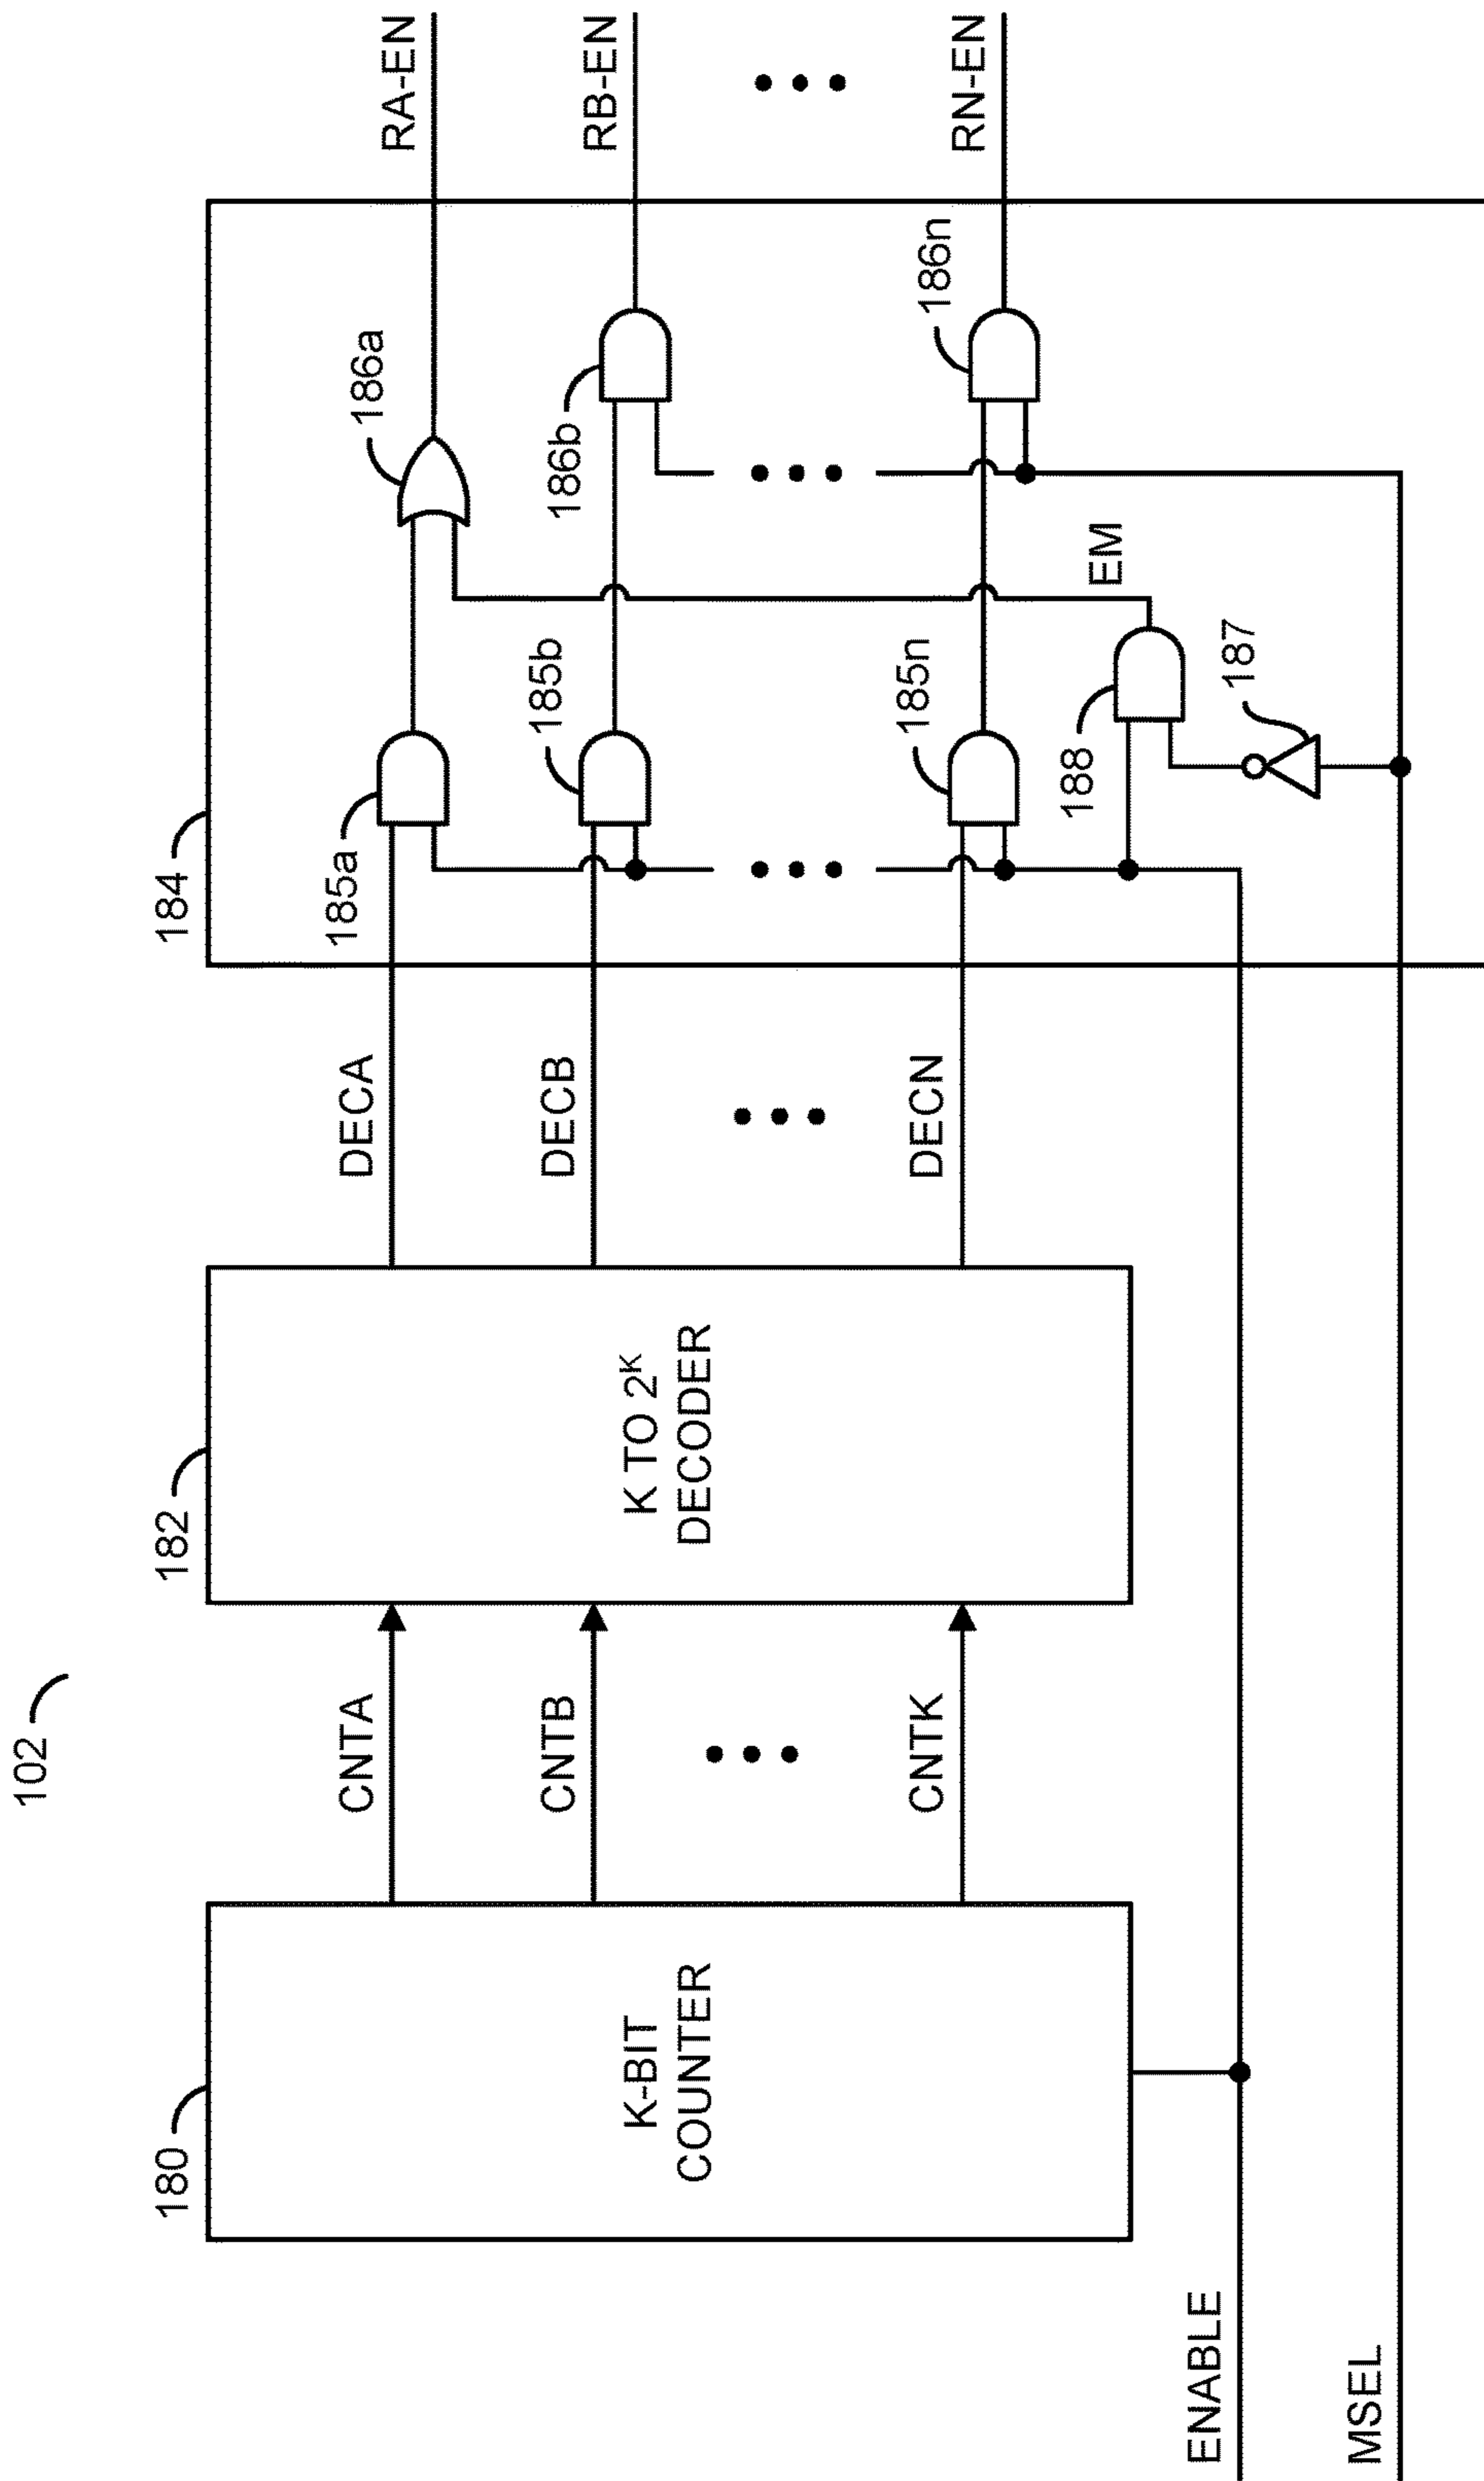 102
180
K-BIT
COUNTER
CNTA
CNTB
CNTK
182
K TO 2ᴷ
DECODER
DECA
DECB
DECN
184
185a
185b
185n
186a
186b
186n
EM
188
187
RA-EN
RB-EN
RN-EN
ENABLE
MSEL